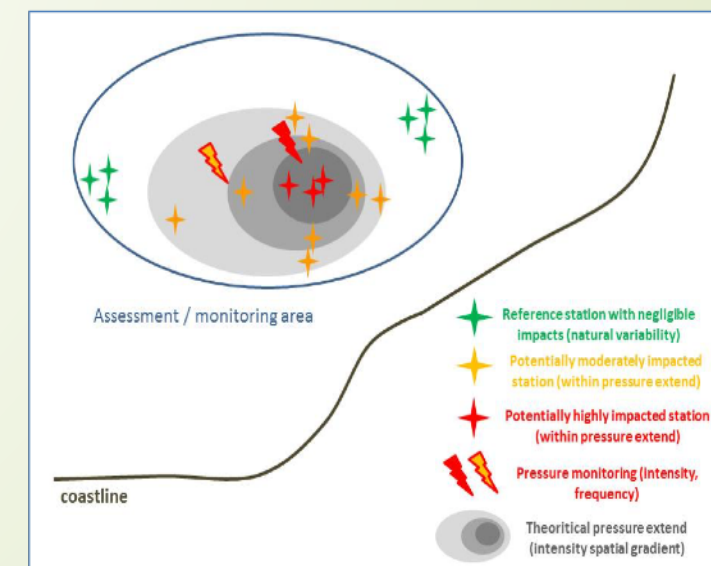 Assessment / monitoring area
Reference station with negligible
impacts (natural variability)
Potentially moderately impacted
station (within pressure extend)
Potentially highly impacted station
(within pressure extend)
Pressure monitoring (intensity,
frequency)
coastline
Theoritical pressure extend
(intensity spatial gradient)